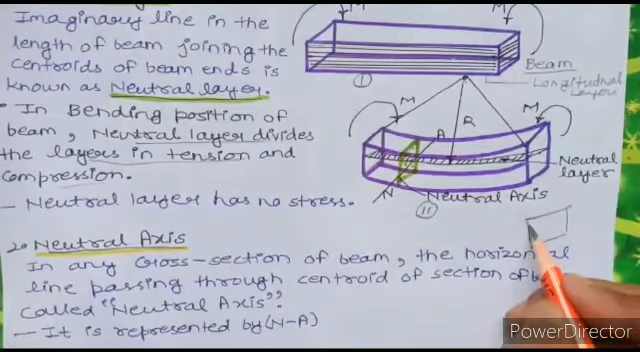 Imaginary line in the
length of beam joining the
centroids of beam ends is
known as Neutral layer.
• In Bending position of
beam, Neutral layer divides
the layers in tension and
compression.
- Neutral layer has no stress.
2. Neutral Axis
In any Cross-section of beam, the horizontal
line passing through centroid of section of
called "Neutral Axis".
- It is represented by (N-A)
M
M
Beam
Longitudnal
Layers
I
M
R
M
A
N
Neutral
layer
Neutral Axis
II
PowerDirector